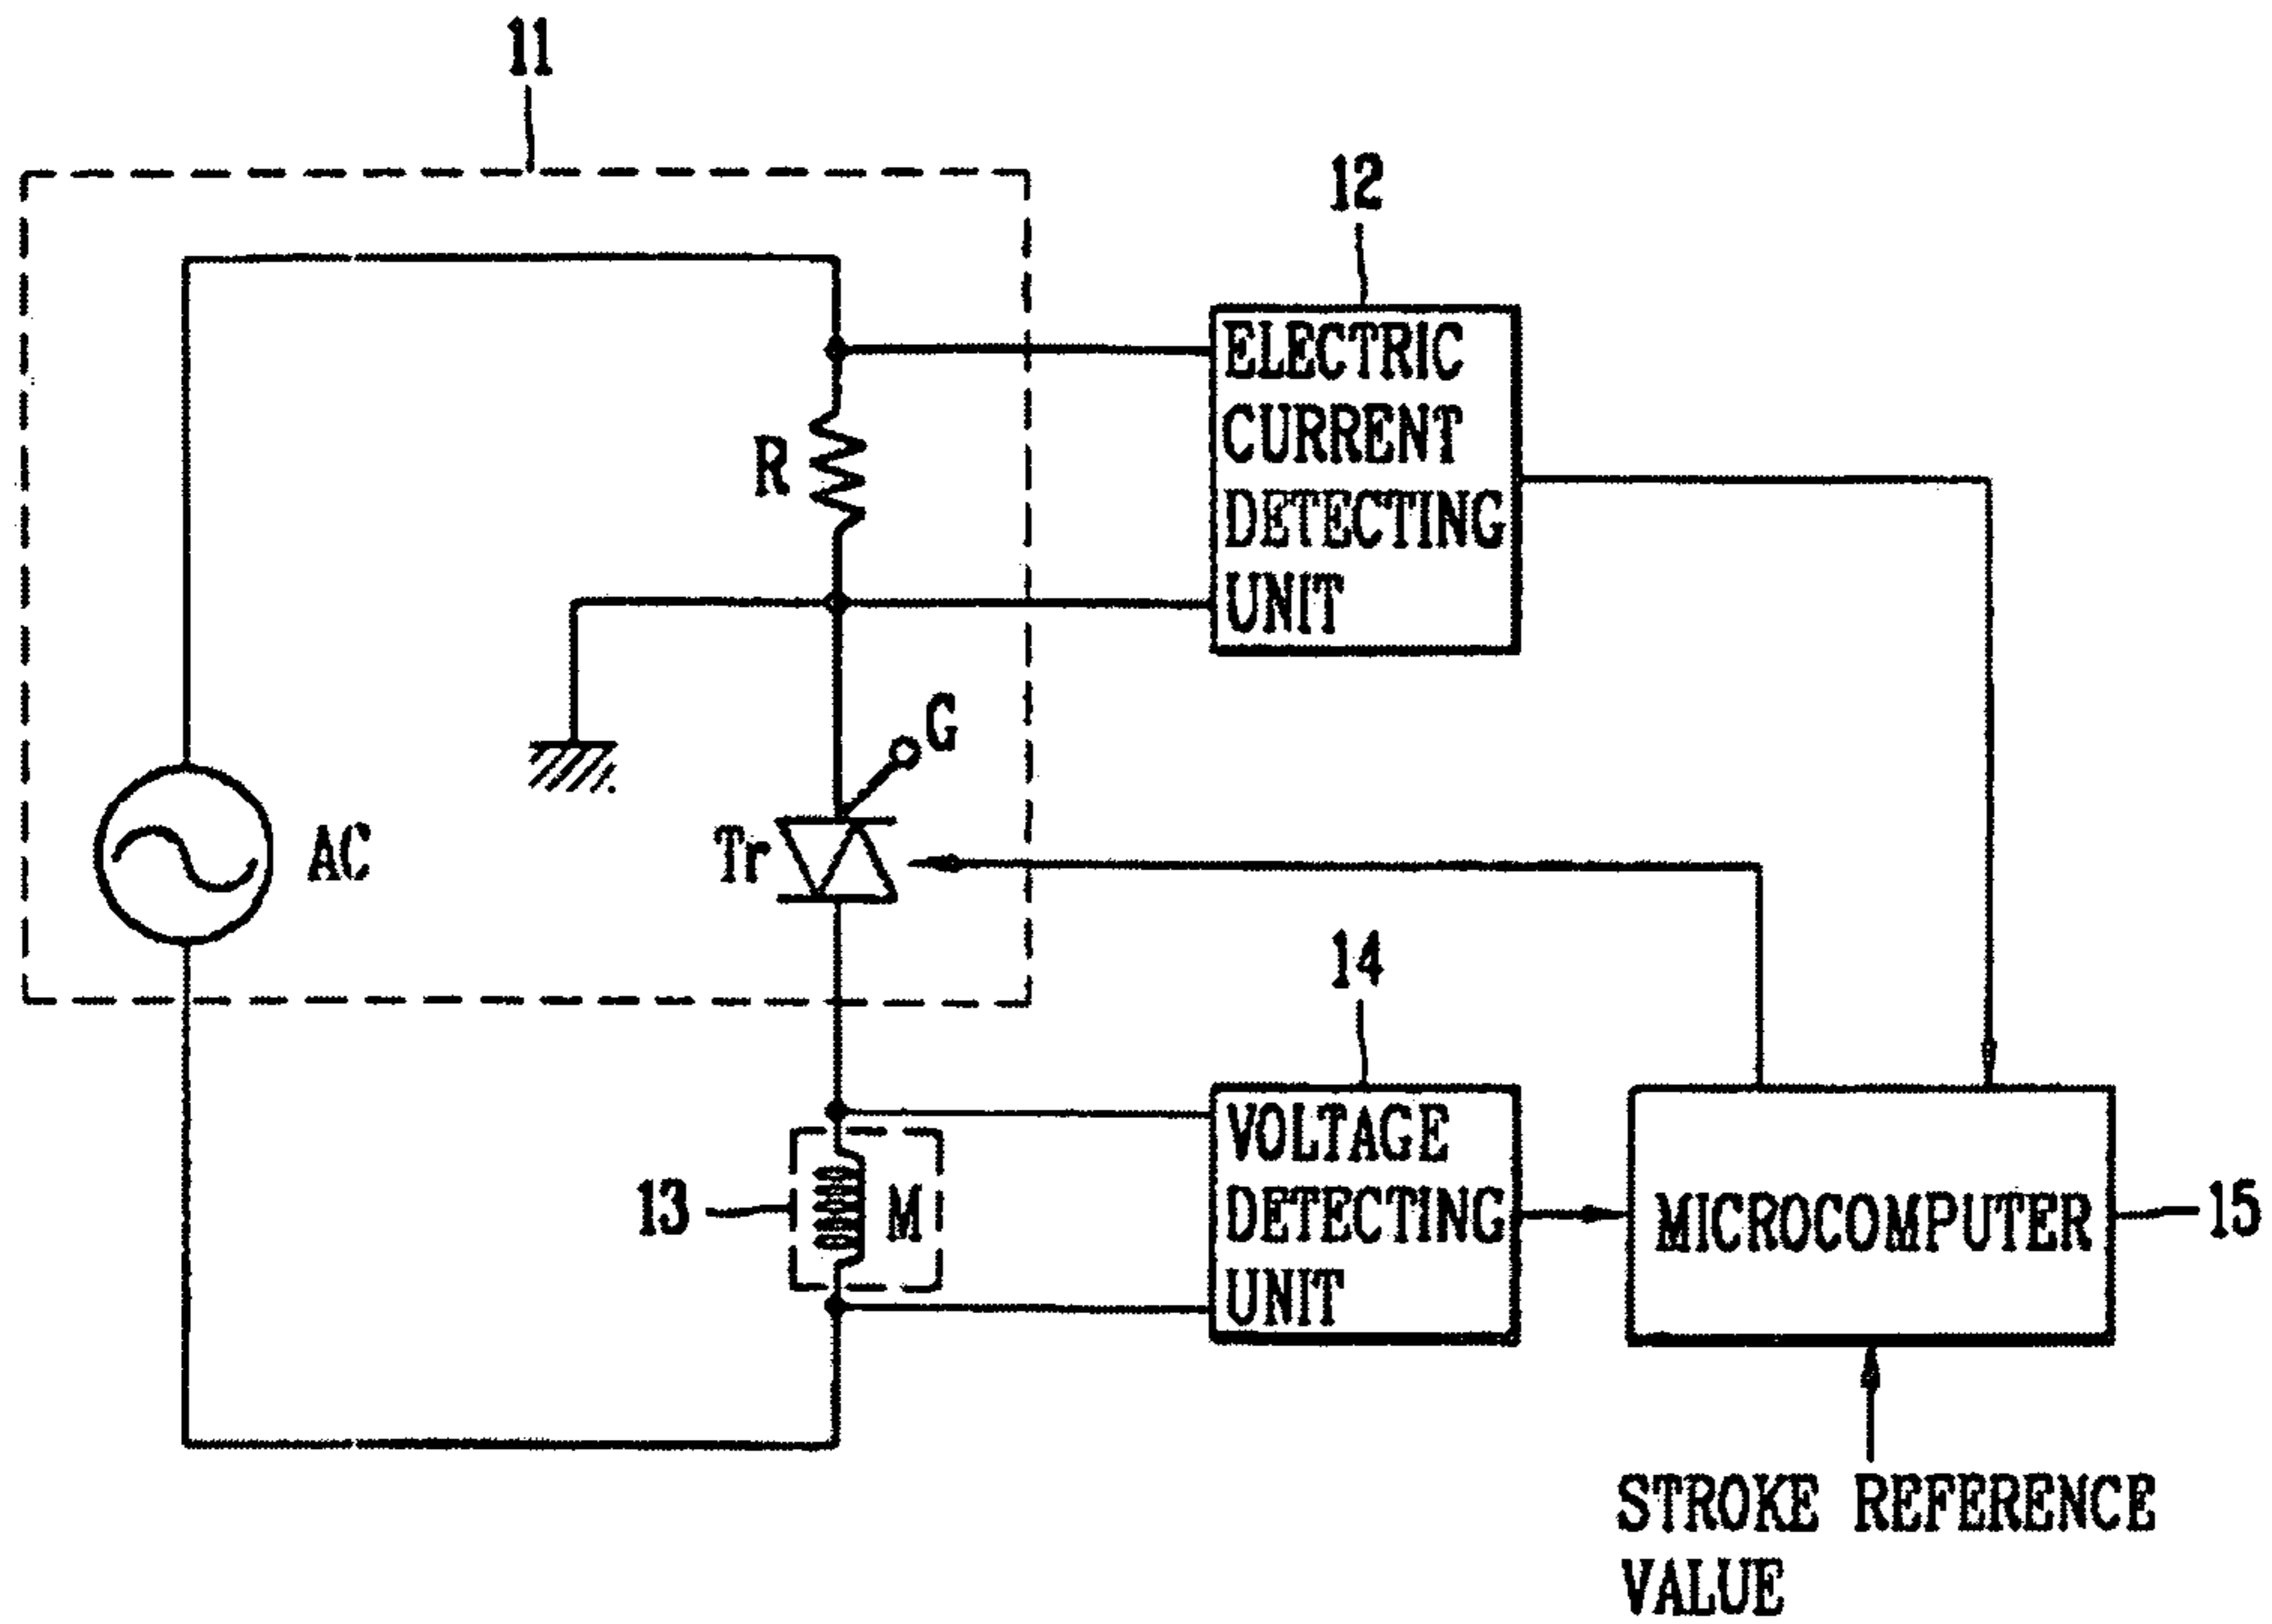 11
12
ELECTRIC
CURRENT
DETECTING
UNIT
R
G
Tr
AC
14
VOLTAGE
DETECTING
UNIT
13
M
MICROCOMPUTER
15
STROKE REFERENCE
VALUE